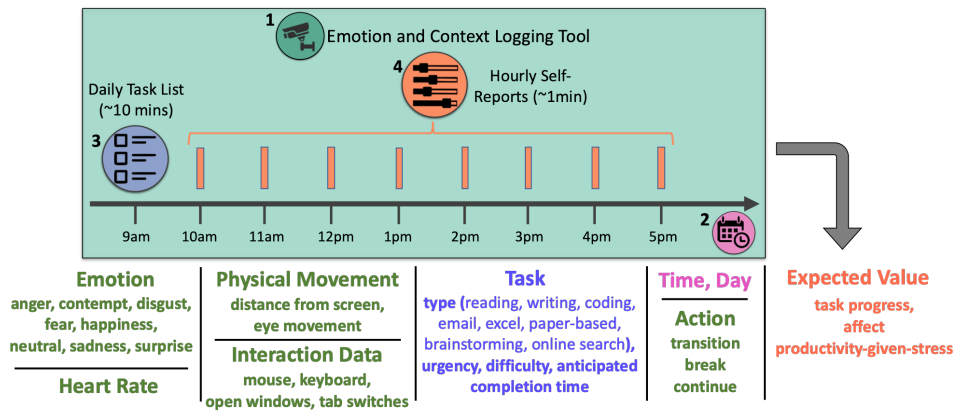 1
Emotion and Context Logging Tool
4
Hourly Self-
Reports (~1min)
Daily Task List
(~10 mins)
3
2
9am 10am 11am 12pm 1pm 2pm 3pm 4pm 5pm
Emotion
anger, contempt, disgust,
fear, happiness,
neutral, sadness, surprise
Heart Rate
Physical Movement
distance from screen,
eye movement
Interaction Data
mouse, keyboard,
open windows, tab switches
Task
type (reading, writing, coding,
email, excel, paper-based,
brainstorming, online search),
urgency, difficulty, anticipated
completion time
Time, Day
Action
transition
break
continue
Expected Value
task progress,
affect
productivity-given-stress